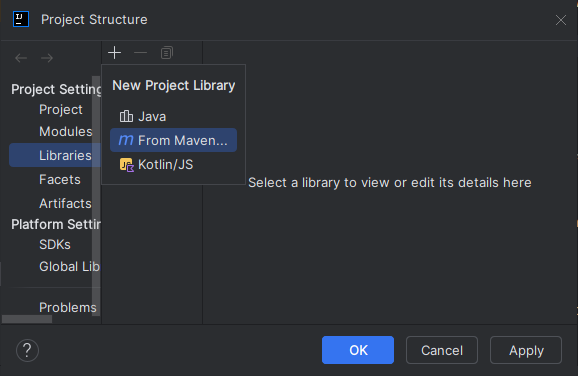 Project Structure
Project Setting
Project
Modules
Libraries
Facets
Artifacts
Platform Settin
SDKs
Global Lib
Problems
New Project Library
Java
m From Maven...
Kotlin/JS
Select a library to view or edit its details here
?
OK
Cancel
Apply